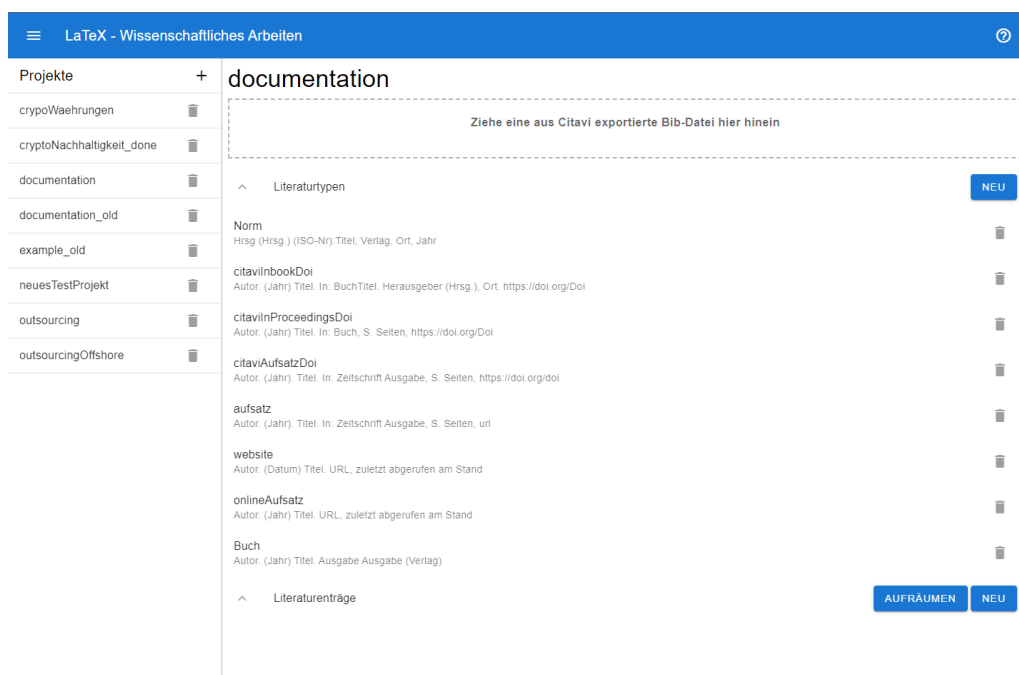 LaTeX - Wissenschaftliches Arbeiten
Projekte +
crypoWaehrungen
cryptoNachhaltigkeit_done
documentation
documentation_old
example_old
neuesTestProjekt
outsourcing
outsourcingOffshore
documentation
Ziehe eine aus Citavi exportierte Bib-Datei hier hinein
Literaturtypen
NEU
Norm
Hrsg (Hrsg.) (ISO-Nr):Titel, Verlag, Ort, Jahr
citaviInbookDoi
Autor. (Jahr) Titel. In: BuchTitel. Herausgeber (Hrsg.), Ort. https://doi.org/Doi
citaviInProceedingsDoi
Autor. (Jahr) Titel. In: Buch, S. Seiten, https://doi.org/Doi
citaviAufsatzDoi
Autor. (Jahr). Titel. In: Zeitschrift Ausgabe, S. Seiten, https://doi.org/doi
aufsatz
Autor. (Jahr). Titel. In: Zeitschrift Ausgabe, S. Seiten, url
website
Autor. (Datum) Titel. URL, zuletzt abgerufen am Stand
onlineAufsatz
Autor. (Jahr) Titel. URL, zuletzt abgerufen am Stand
Buch
Autor. (Jahr) Titel. Ausgabe Ausgabe (Verlag)
Literaturenträge
AUFRÄUMEN
NEU